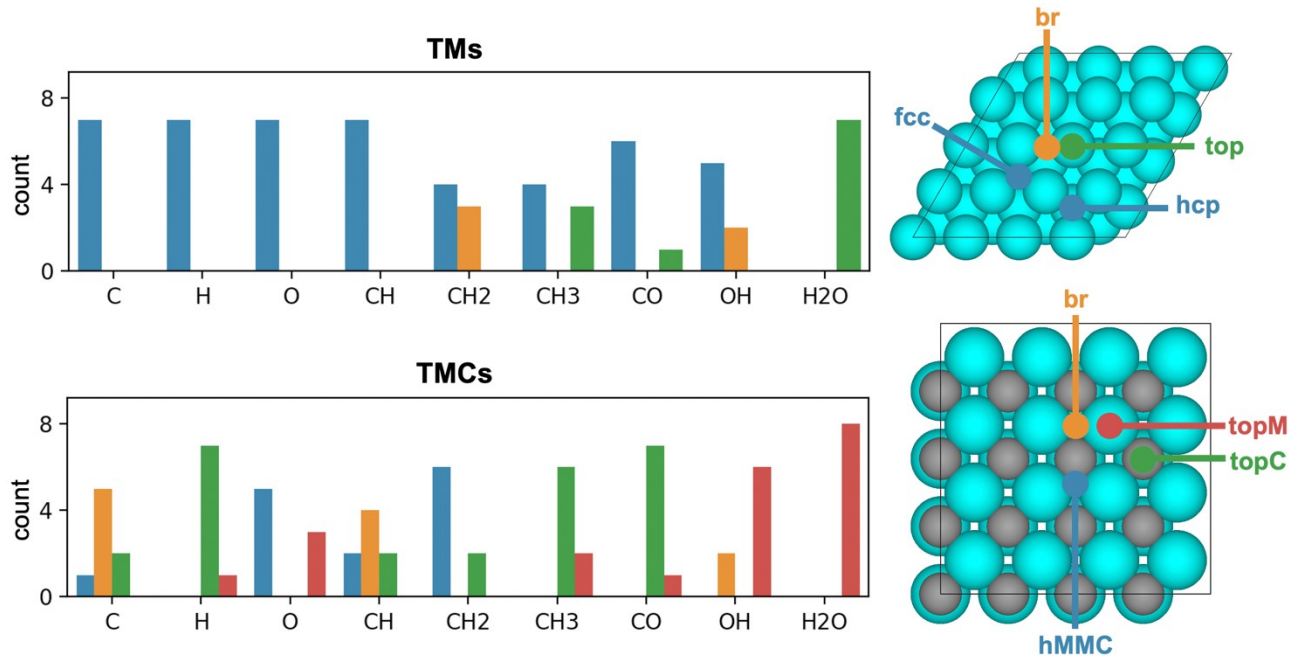 TMs
8
4
0
count
C H O CH CH2 CH3 CO OH H2O
br
fcc
top
hcp
TMCs
8
4
0
count
C H O CH CH2 CH3 CO OH H2O
br
topM
topC
hMMC